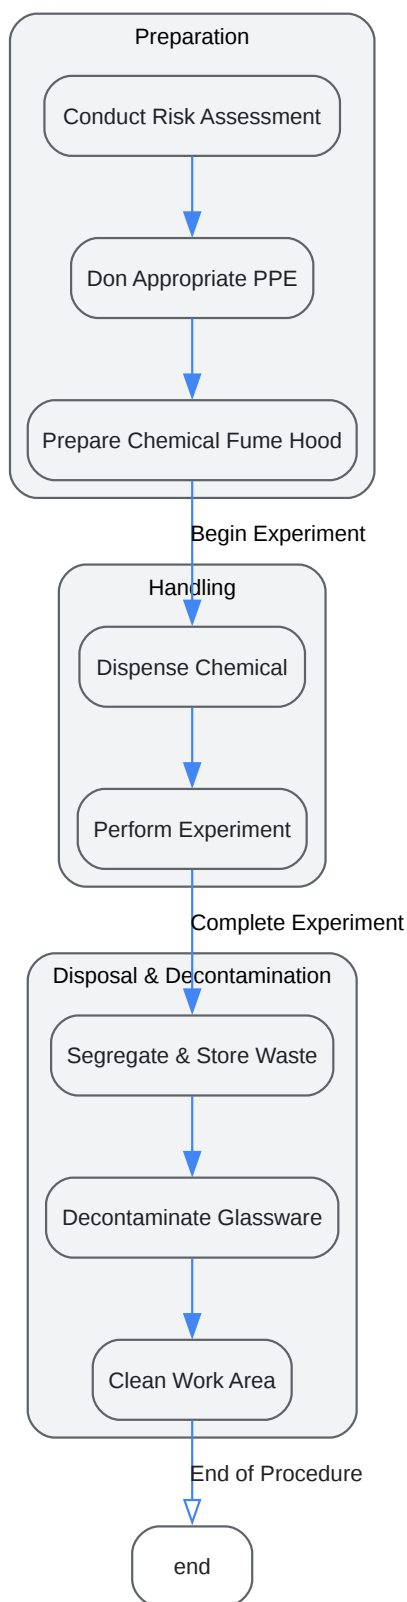 Preparation
Conduct Risk Assessment
Don Appropriate PPE
Prepare Chemical Fume Hood
Begin Experiment
Handling
Dispense Chemical
Perform Experiment
Complete Experiment
Disposal & Decontamination
Segregate & Store Waste
Decontaminate Glassware
Clean Work Area
End of Procedure
end